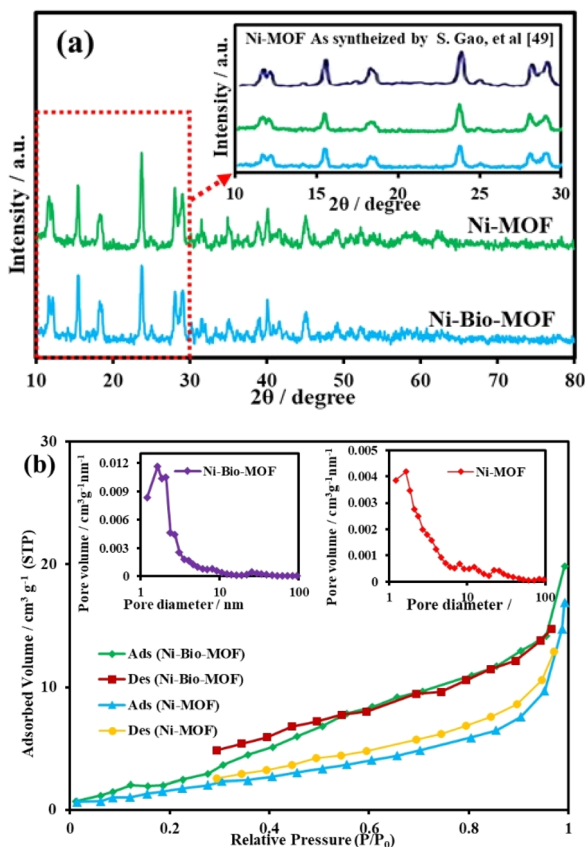 (a)
Ni-MOF As syntheized by S. Gao, et al [49]
Intensity / a.u.
10 15 20 25 30
2θ / degree
Intensity / a.u.
Ni-MOF
Ni-Bio-MOF
10 20 30 40 50 60 70 80
2θ / degree
(b)
30
20
10
0
Adsorbed Volume / cm³ g⁻¹ (STP)
0.012
0.009
0.006
0.003
0
Pore volume / cm³g⁻¹nm⁻¹
Ni-Bio-MOF
1 10 100
Pore diameter / nm
0.005
0.004
0.003
0.002
0.001
0
Pore volume / cm³g⁻¹nm⁻¹
Ni-MOF
1 10 100
Pore diameter /
Ads (Ni-Bio-MOF)
Des (Ni-Bio-MOF)
Ads (Ni-MOF)
Des (Ni-MOF)
0 0.2 0.4 0.6 0.8 1
Relative Pressure (P/P₀)